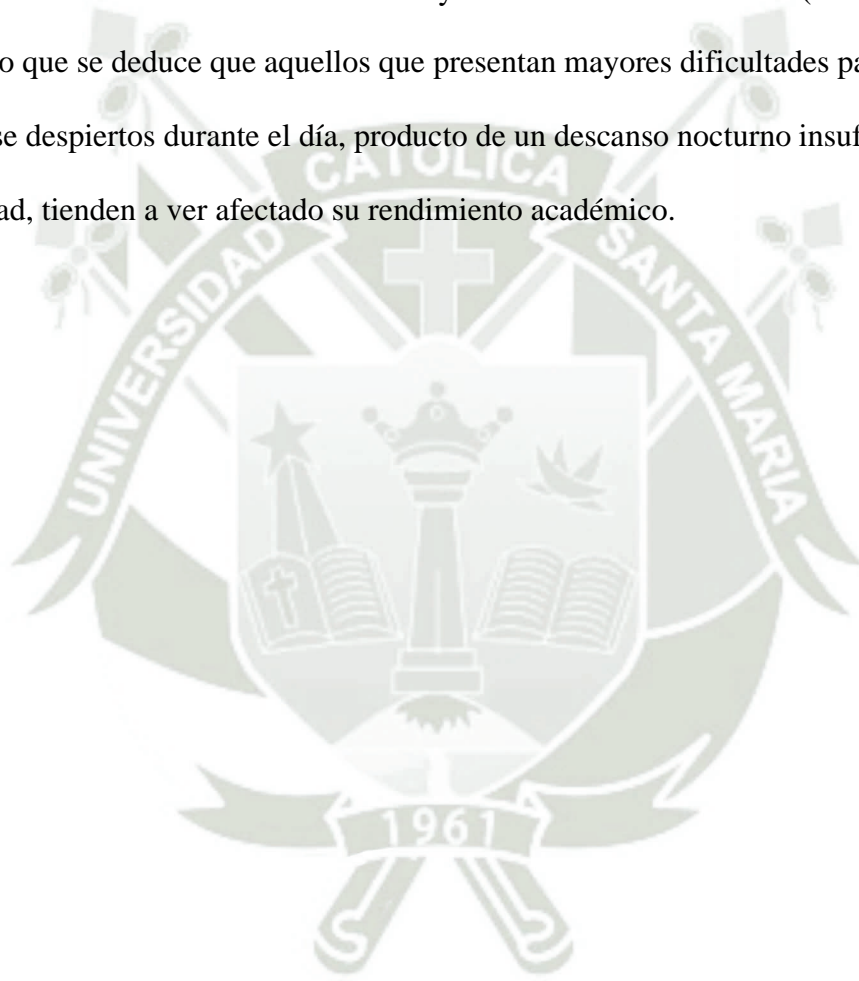 y
(
o que se deduce que aquellos que presentan mayores dificultades pa
se despiertos durante el día, producto de un descanso nocturno insuf
ad, tienden a ver afectado su rendimiento académico.
UNIVERSIDAD CATOLICA SANTA MARIA
1961